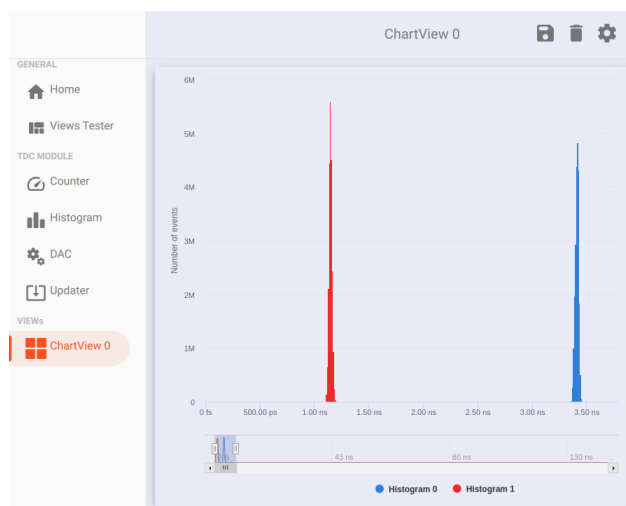 ChartView 0
GENERAL
Home
Views Tester
TDC MODULE
Counter
Histogram
DAC
Updater
VIEWs
ChartView 0
Number of events
6M
5M
4M
3M
2M
1M
0
0 fs 500.00 ps 1.00 ns 1.50 ns 2.00 ns 2.50 ns 3.00 ns 3.50 ns
43 ns 86 ns 130 ns
Histogram 0 Histogram 1